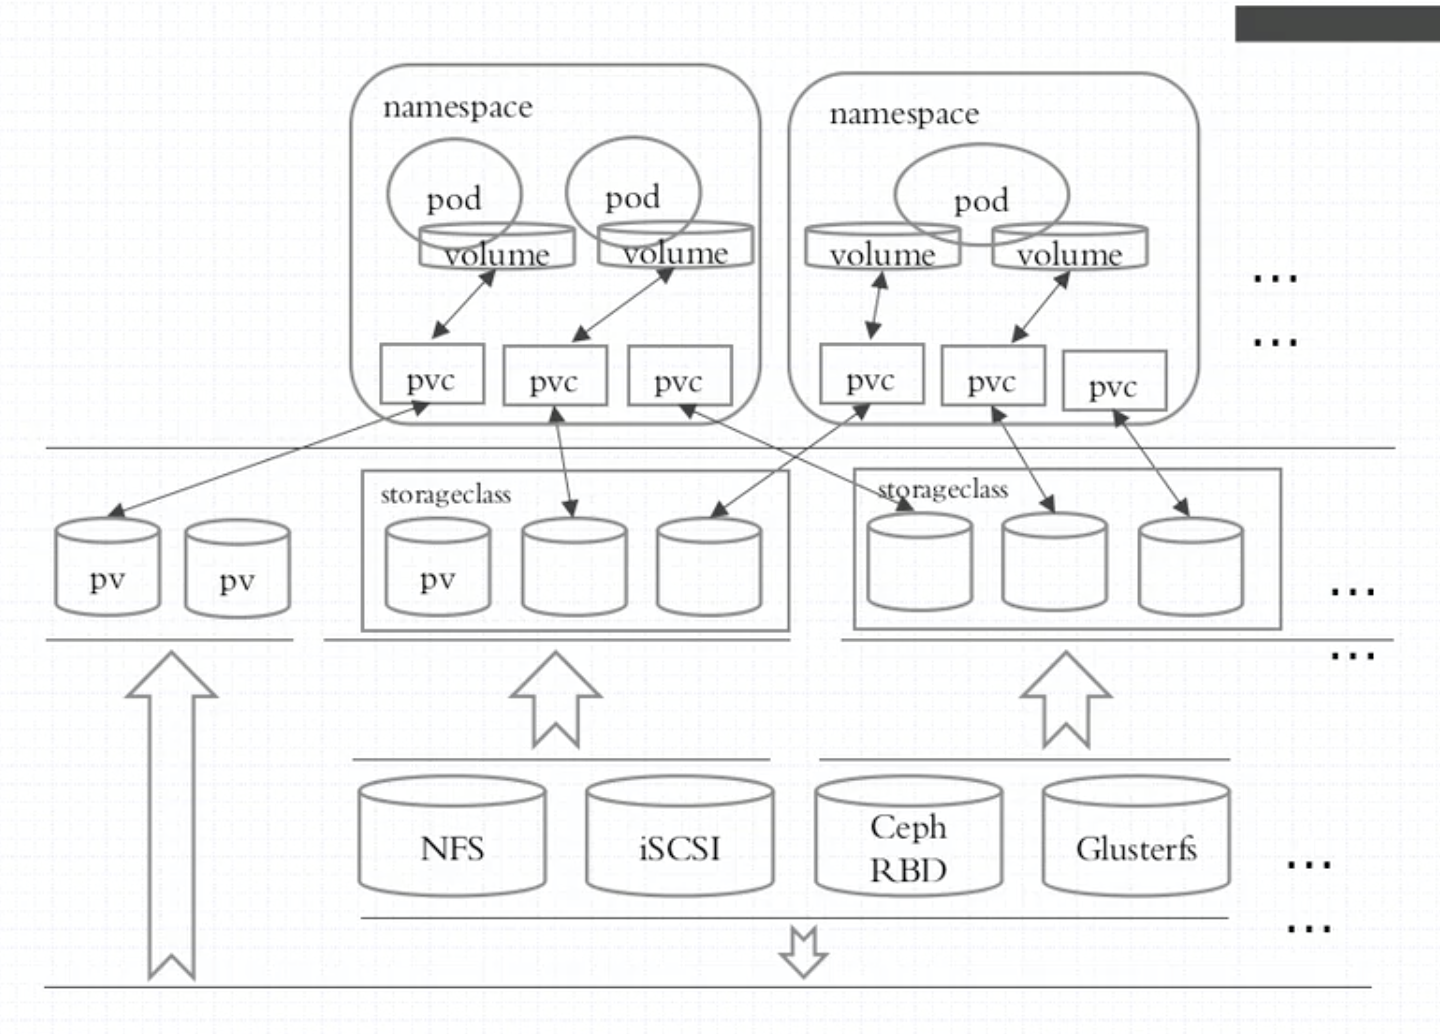 namespace
namespace
pod
pod
pod
volume
volume
volume
volume
...
...
pvc
pvc
pvc
pvc
pvc
pvc
storageclass
storageclass
pv
pv
pv
...
...
NFS
iSCSI
Ceph
RBD
Glusterfs
...
...